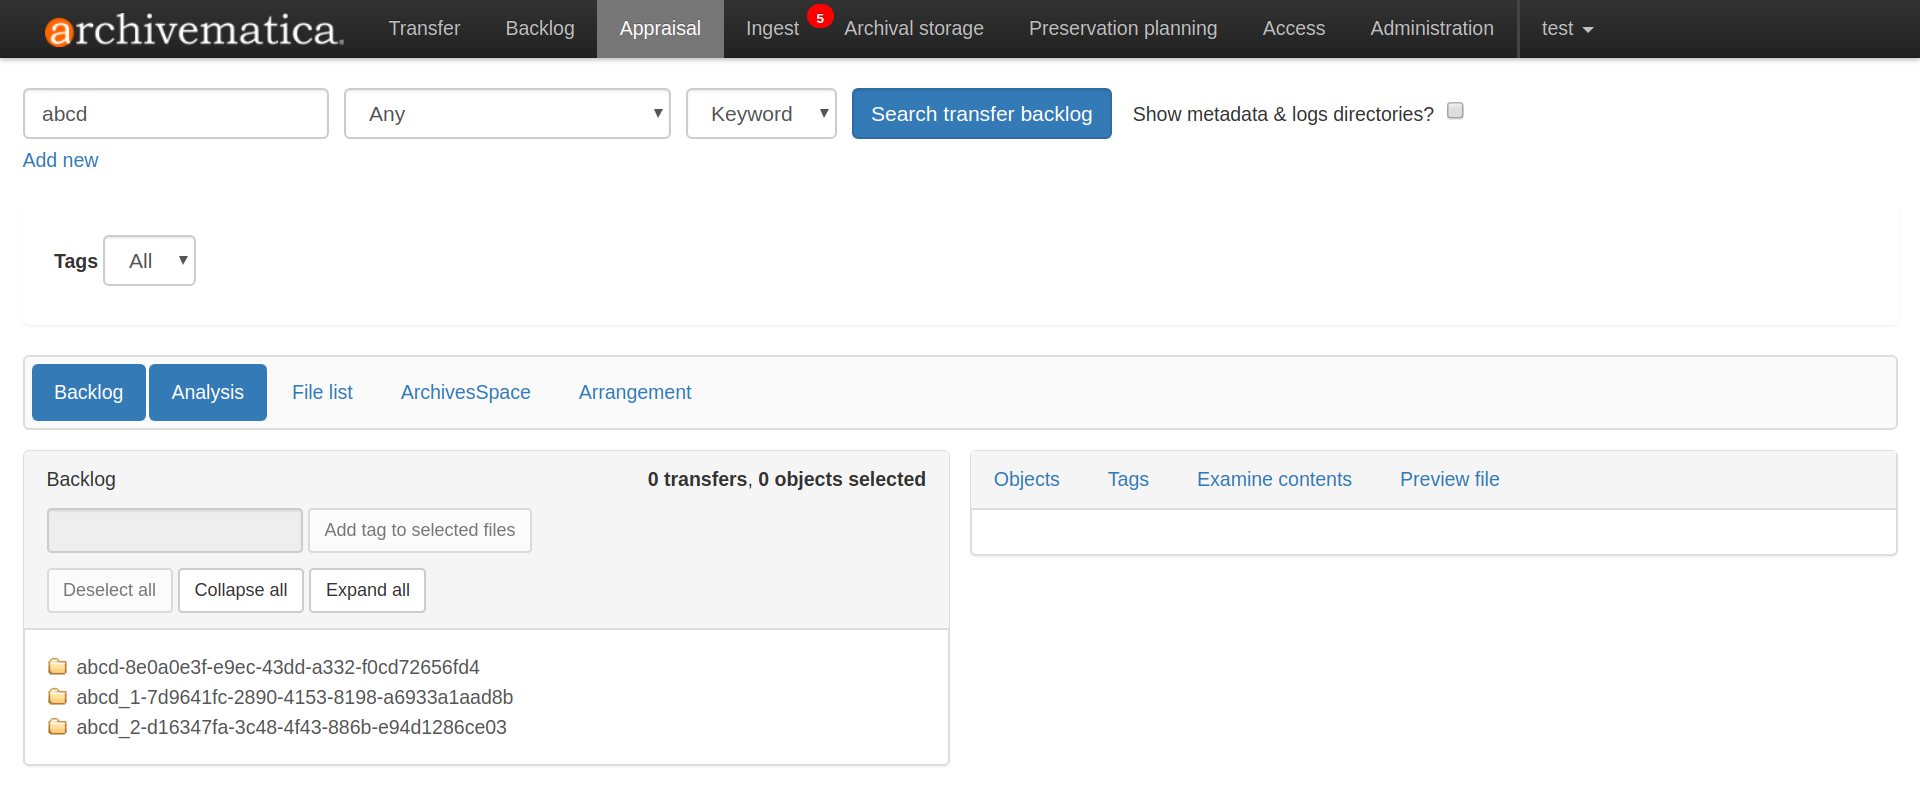 archivematica. Transfer Backlog Appraisal Ingest 5 Archival storage Preservation planning Access Administration test
abcd Any Keyword Search transfer backlog Show metadata & logs directories?
Add new
Tags All
Backlog Analysis File list ArchivesSpace Arrangement
Backlog 0 transfers, 0 objects selected
Add tag to selected files
Deselect all Collapse all Expand all
abcd-8e0a0e3f-e9ec-43dd-a332-f0cd72656fd4
abcd_1-7d9641fc-2890-4153-8198-a6933a1aad8b
abcd_2-d16347fa-3c48-4f43-886b-e94d1286ce03
Objects Tags Examine contents Preview file